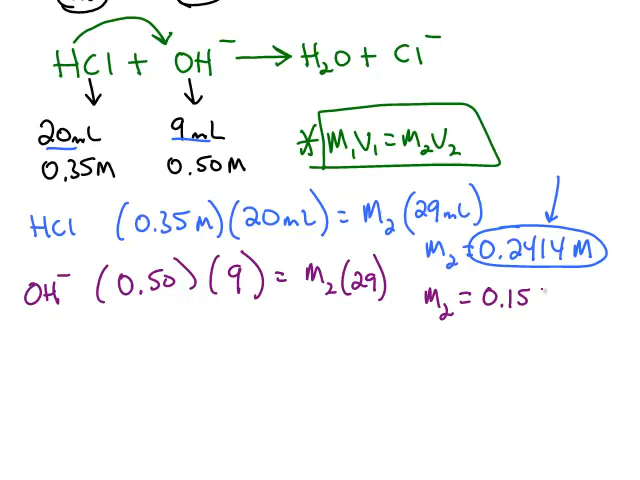 HCl + OH⁻ → H₂O + Cl⁻
20mL 9mL
0.35M 0.50M
* M₁V₁ = M₂V₂
HCl (0.35M)(20mL) = M₂(29mL)
M₂ = 0.2414 M
OH⁻ (0.50)(9) = M₂(29)
M₂ = 0.15